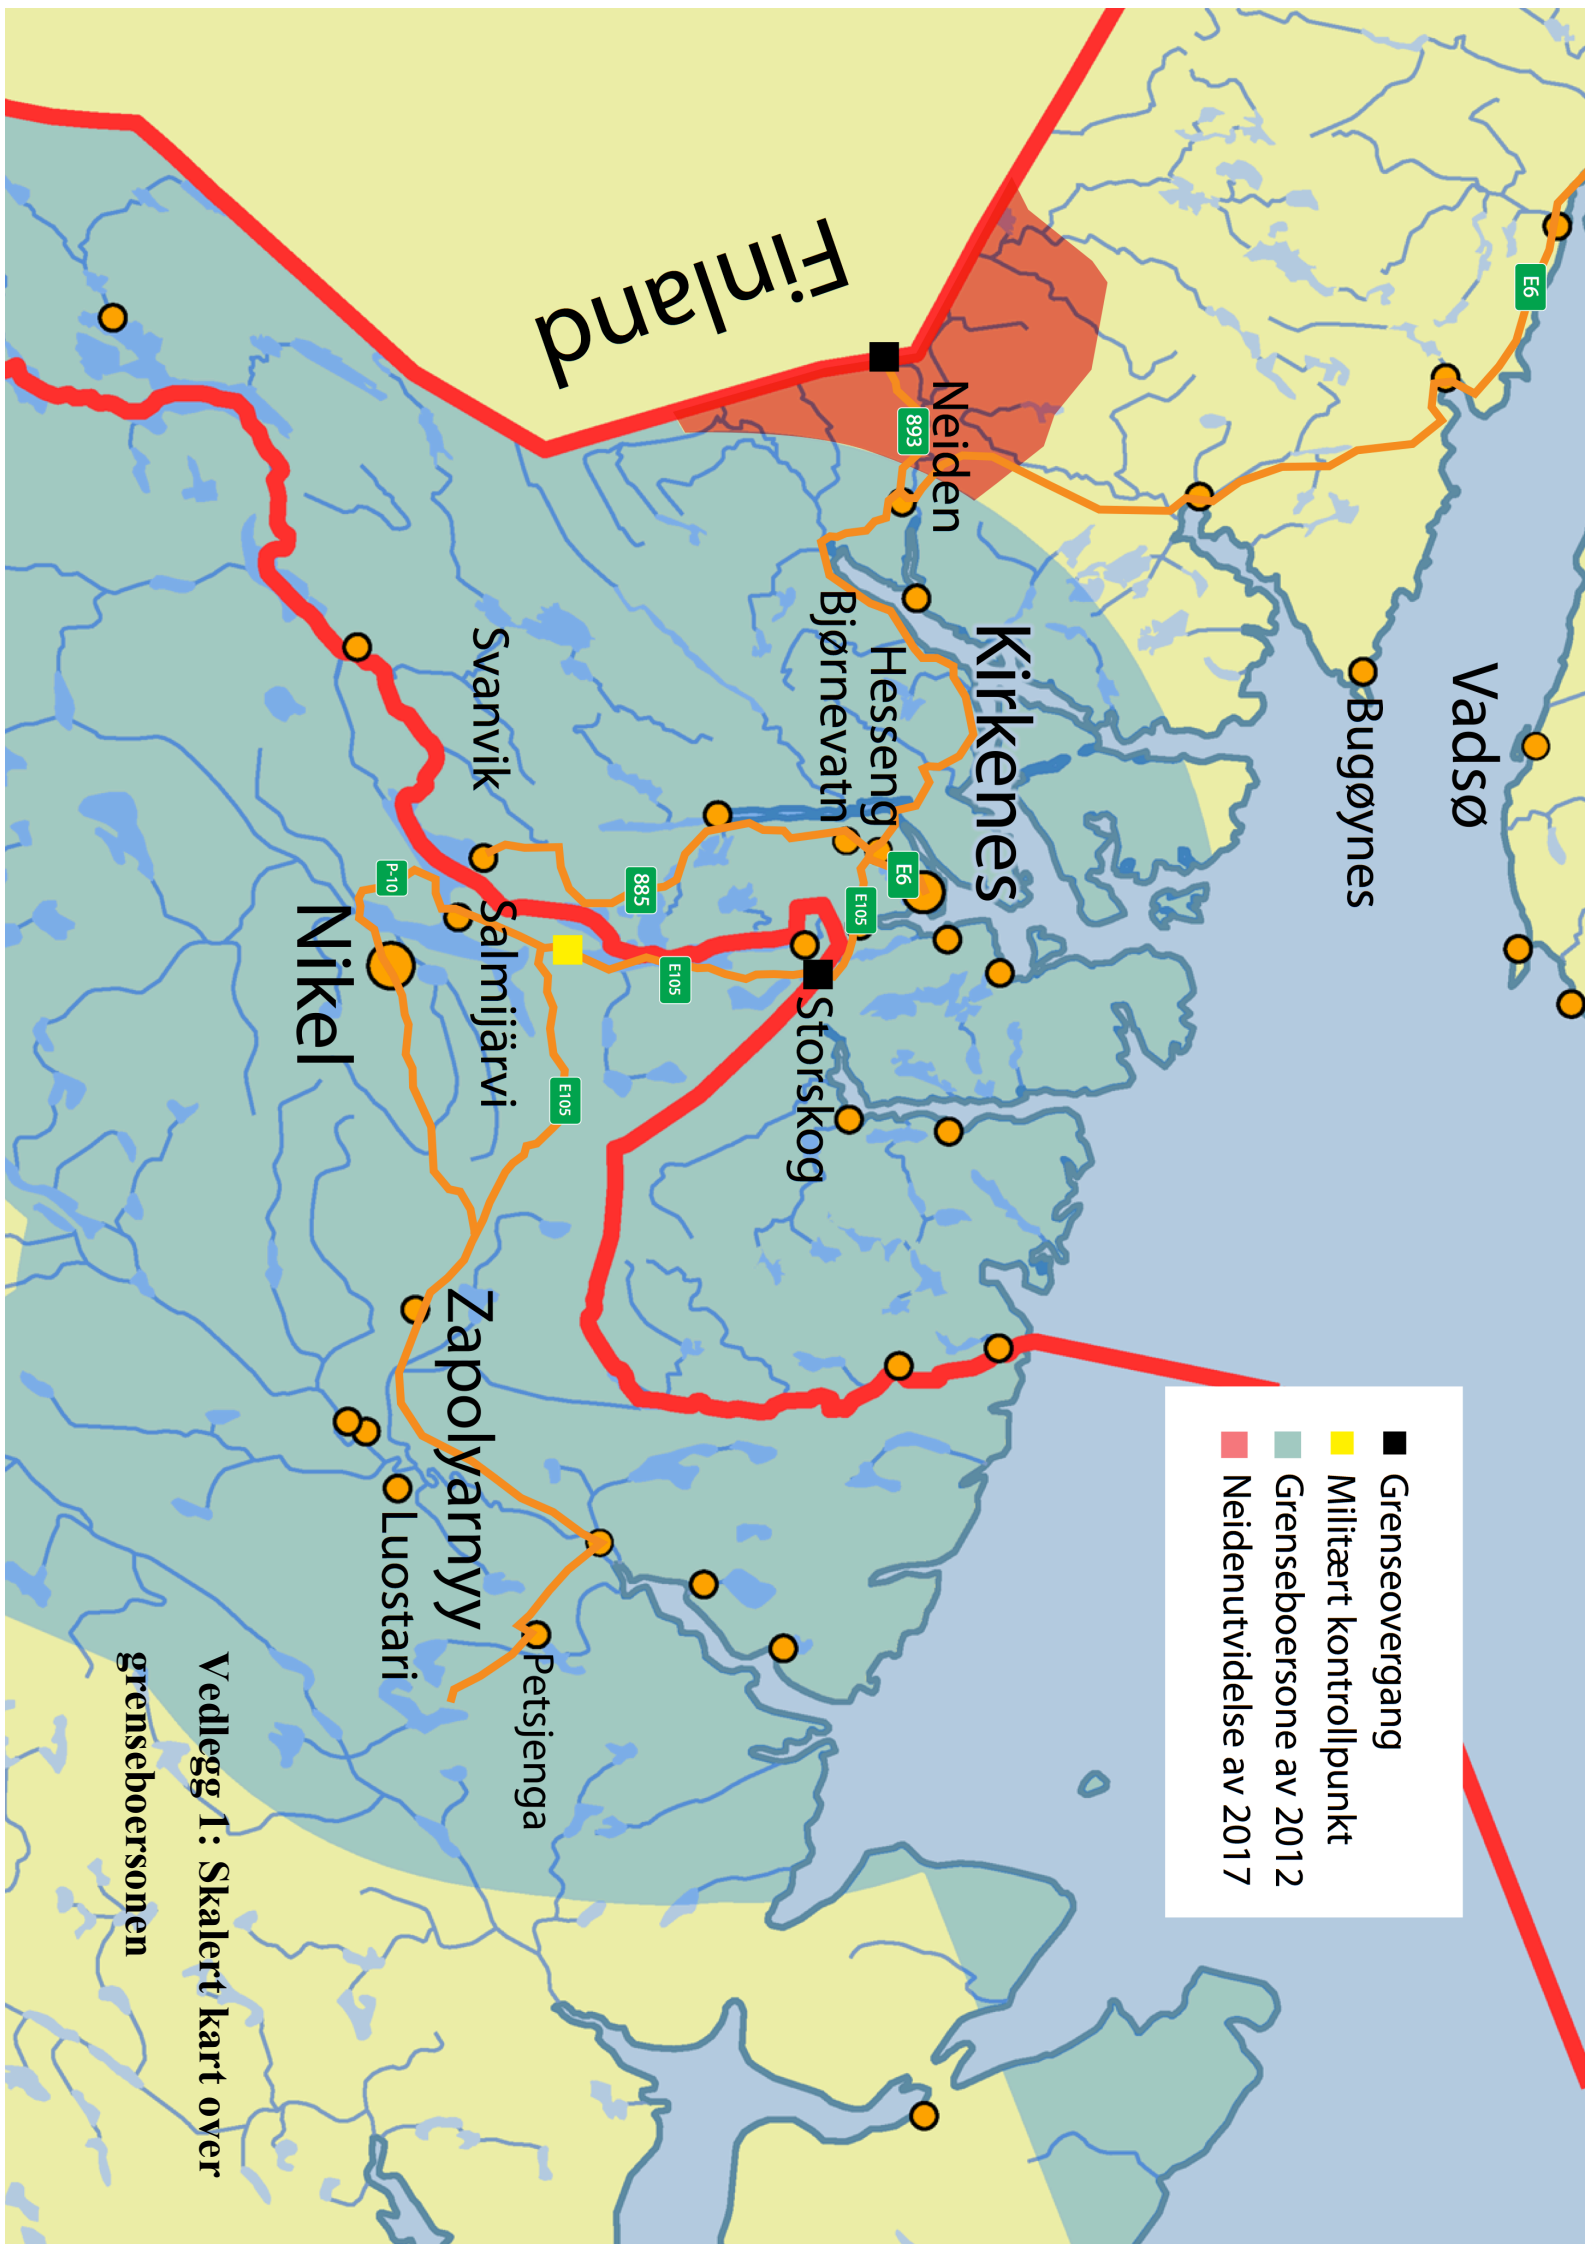 Vadsø
Bugøynes
E6
Kirkenes
Neiden
893
Hesseng
Bjørnevatn
E6
E105
Storskog
885
E105
Finland
Svanvik
Salmijärvi
P-10
Nikel
E105
Zapolyarnyy
Luostari
Petsjenga
Grenseovergang
Militært kontrollpunkt
Grenseboersone av 2012
Neidenutvidelse av 2017
Vedlegg 1: Skalert kart over
grenseboersonen